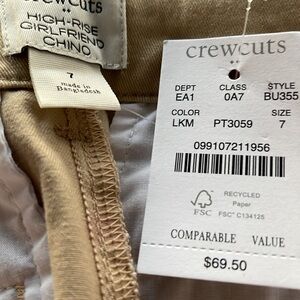 crewcuts
HIGH-RISE
GIRLFRIEND
CHINO
7
made in
Bangladesh
crewcuts
DEPT CLASS STYLE
EA1 0A7 BU355
COLOR SIZE
LKM PT3059 7
099107211956
FSC
RECYCLED
Paper
FSC® C134125
COMPARABLE VALUE
$69.50